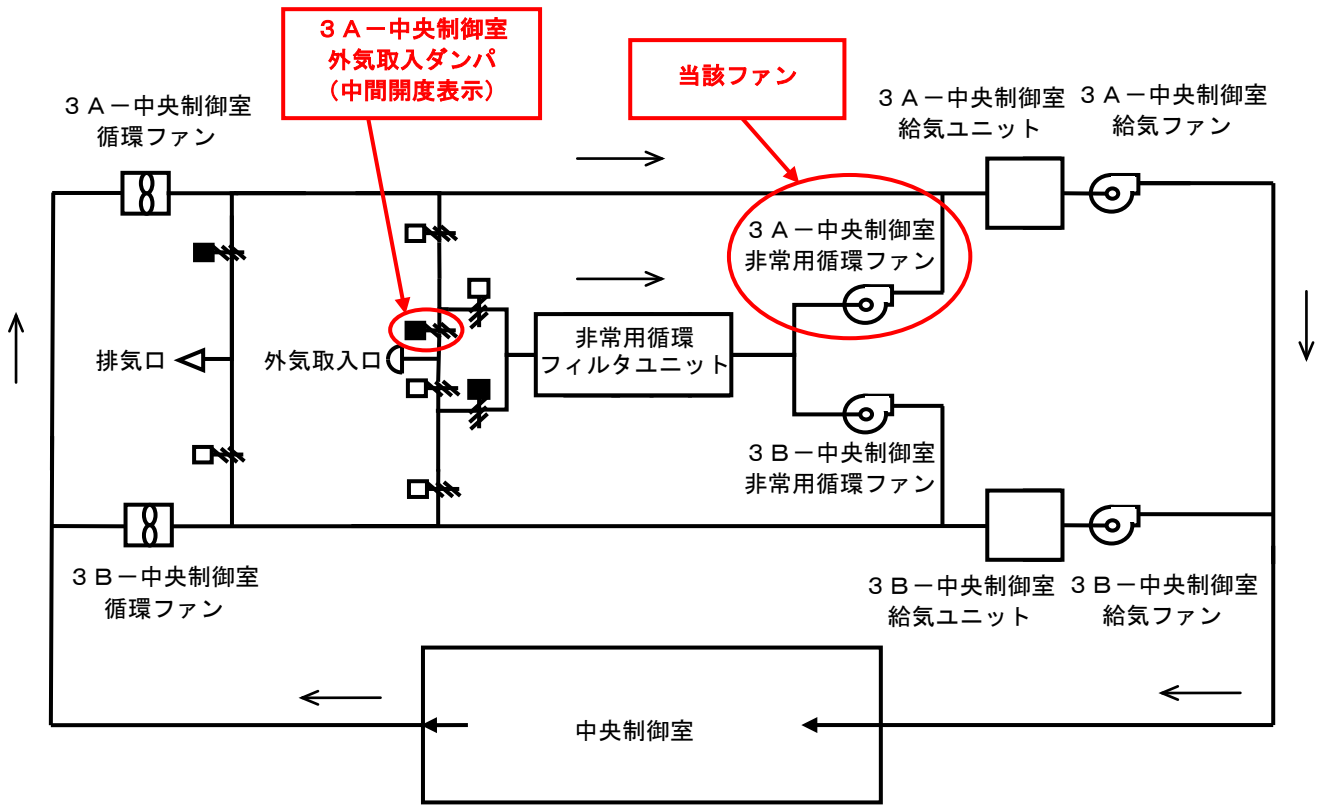 ３Ａ－中央制御室
外気取入ダンパ
（中間開度表示）
当該ファン
３Ａ－中央制御室
循環ファン
３Ａ－中央制御室
給気ユニット
３Ａ－中央制御室
給気ファン
３Ａ－中央制御室
非常用循環ファン
排気口
外気取入口
非常用循環
フィルタユニット
３Ｂ－中央制御室
非常用循環ファン
３Ｂ－中央制御室
循環ファン
３Ｂ－中央制御室
給気ユニット
３Ｂ－中央制御室
給気ファン
中央制御室